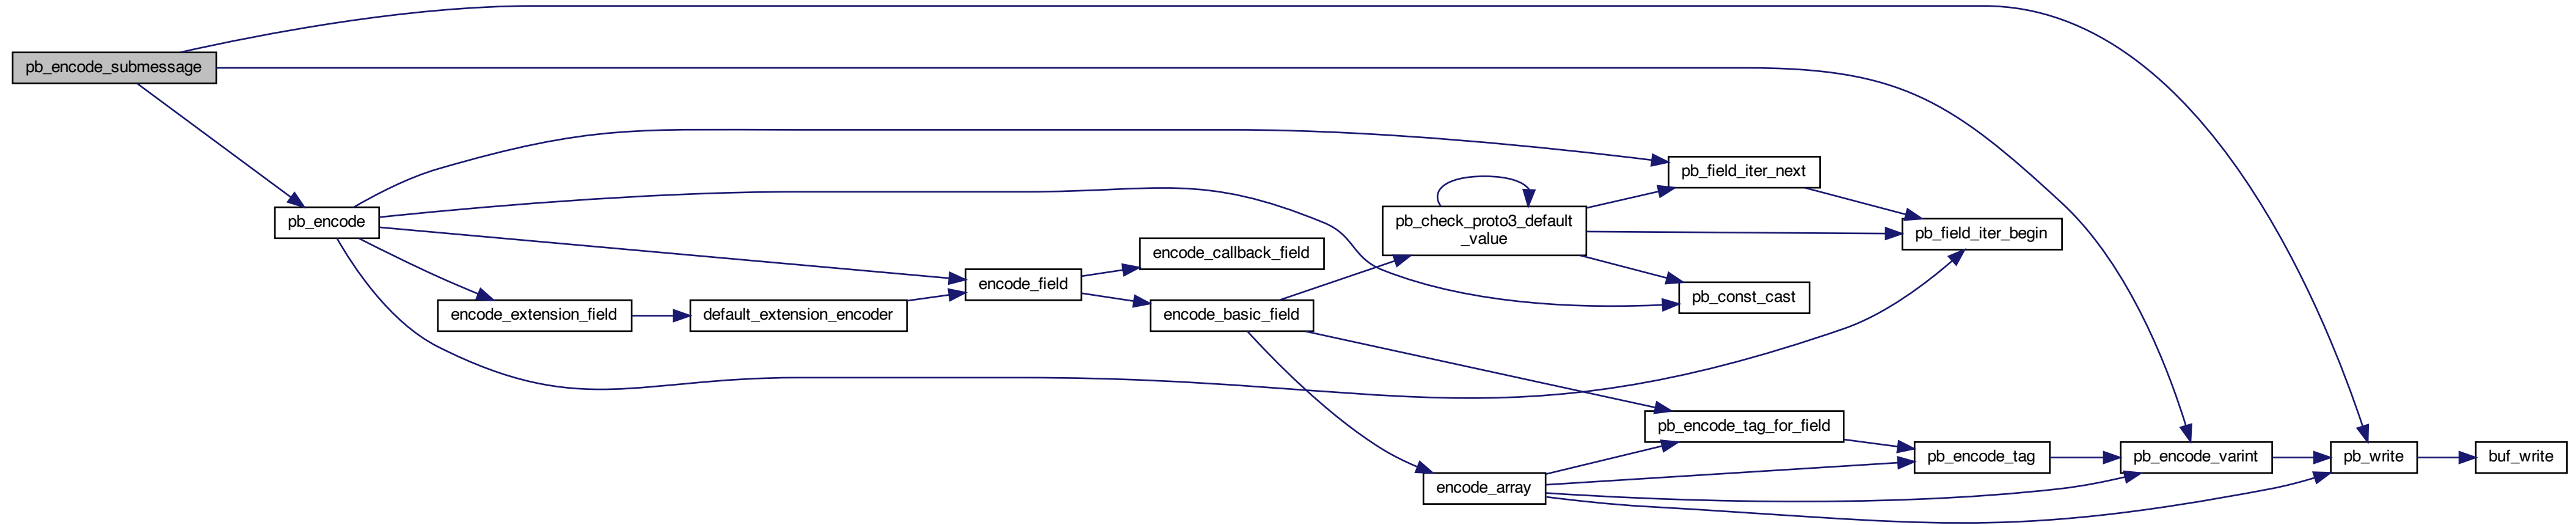 pb_encode_submessage
pb_encode
encode_extension_field
default_extension_encoder
encode_field
encode_callback_field
encode_basic_field
pb_check_proto3_default
_value
pb_field_iter_next
pb_field_iter_begin
pb_const_cast
pb_encode_tag_for_field
encode_array
pb_encode_tag
pb_encode_varint
pb_write
buf_write